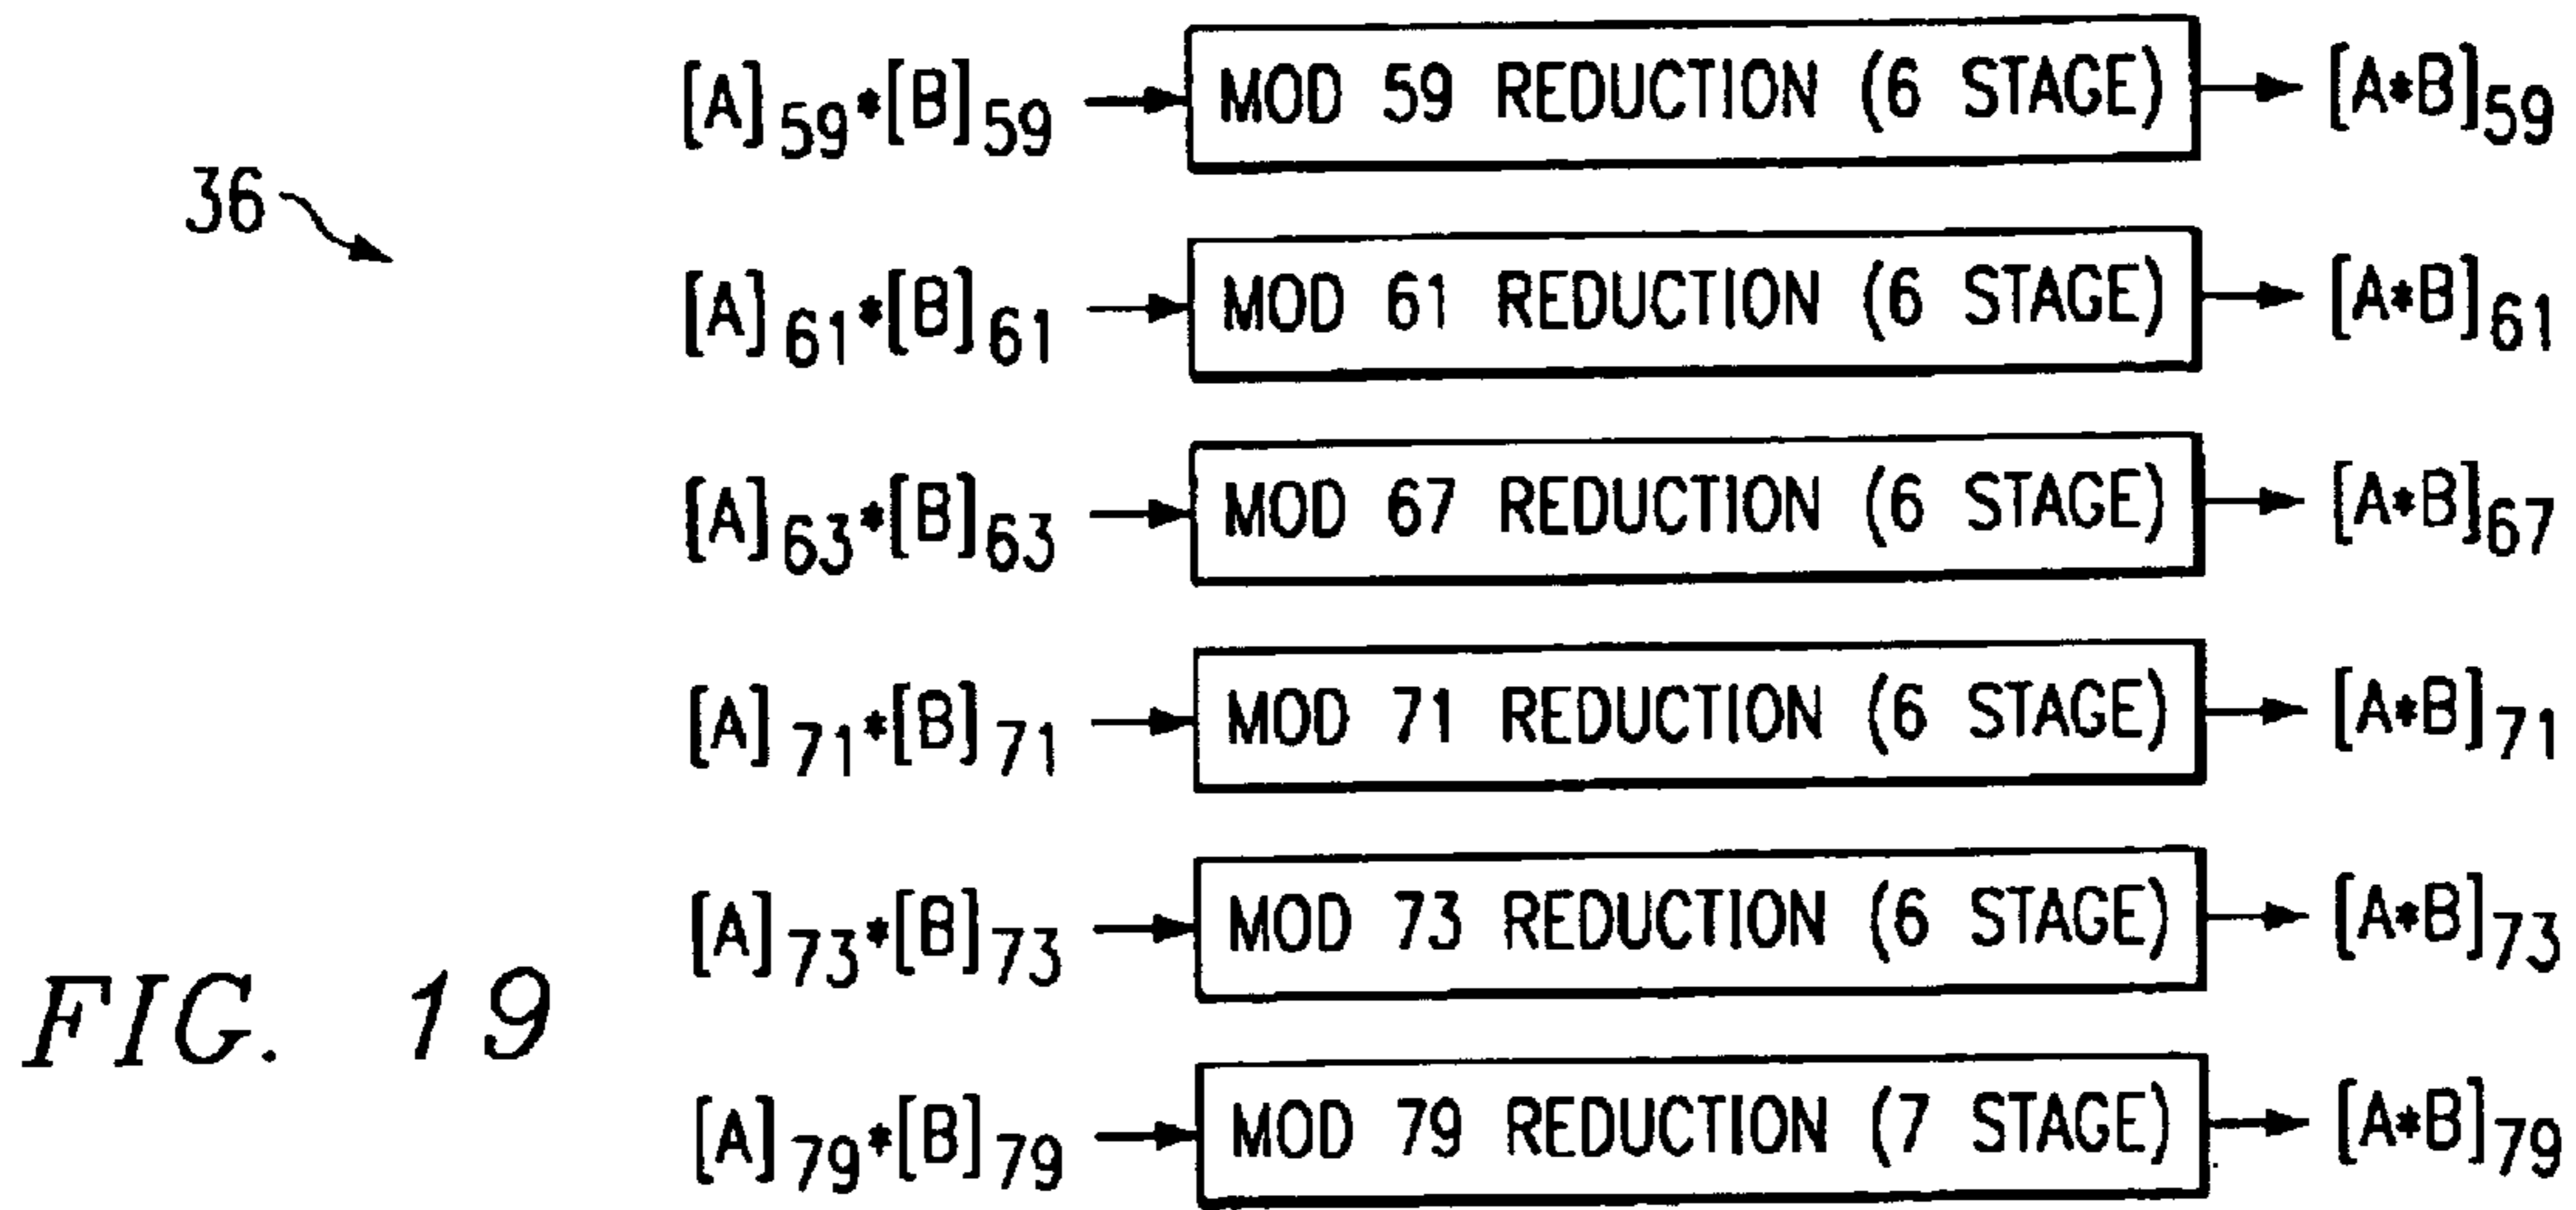 [A]59*[B]59 MOD 59 REDUCTION (6 STAGE) [A*B]59
36
[A]61*[B]61 MOD 61 REDUCTION (6 STAGE) [A*B]61
[A]63*[B]63 MOD 67 REDUCTION (6 STAGE) [A*B]67
[A]71*[B]71 MOD 71 REDUCTION (6 STAGE) [A*B]71
[A]73*[B]73 MOD 73 REDUCTION (6 STAGE) [A*B]73
FIG. 19
[A]79*[B]79 MOD 79 REDUCTION (7 STAGE) [A*B]79